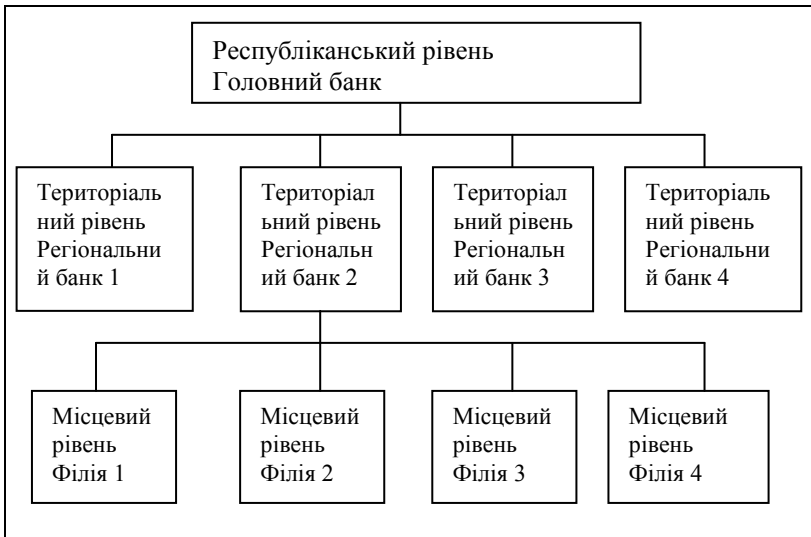 Республіканський рівень
Головний банк
Територіаль
ний рівень
Регіональни
й банк 1
Територіал
ьний рівень
Регіональн
ий банк 2
Територіал
ьний рівень
Регіональн
ий банк 3
Територіаль
ний рівень
Регіональни
й банк 4
Місцевий
рівень
Філія 1
Місцевий
рівень
Філія 2
Місцевий
рівень
Філія 3
Місцевий
рівень
Філія 4